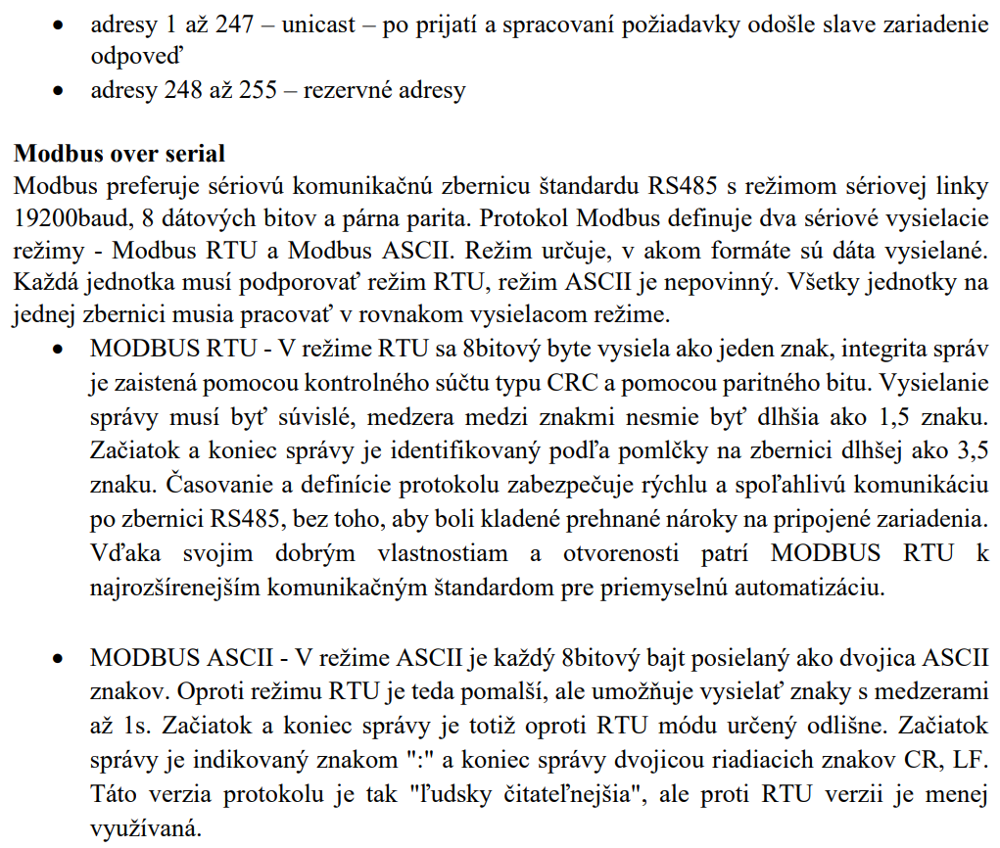 • adresy 1 až 247 – unicast – po prijatí a spracovaní požiadavky odošle slave zariadenie
odpoveď
• adresy 248 až 255 – rezervné adresy
Modbus over serial
Modbus preferuje sériovú komunikačnú zbernicu štandardu RS485 s režimom sériovej linky
19200baud, 8 dátových bitov a párna parita. Protokol Modbus definuje dva sériové vysielacie
režimy - Modbus RTU a Modbus ASCII. Režim určuje, v akom formáte sú dáta vysielané.
Každá jednotka musí podporovať režim RTU, režim ASCII je nepovinný. Všetky jednotky na
jednej zbernici musia pracovať v rovnakom vysielacom režime.
• MODBUS RTU - V režime RTU sa 8bitový byte vysiela ako jeden znak, integrita správ
je zaistená pomocou kontrolného súčtu typu CRC a pomocou paritného bitu. Vysielanie
správy musí byť súvislé, medzera medzi znakmi nesmie byť dlhšia ako 1,5 znaku.
Začiatok a koniec správy je identifikovaný podľa pomlčky na zbernici dlhšej ako 3,5
znaku. Časovanie a definície protokolu zabezpečuje rýchlu a spoľahlivú komunikáciu
po zbernici RS485, bez toho, aby boli kladené prehnané nároky na pripojené zariadenia.
Vďaka svojim dobrým vlastnostiam a otvorenosti patrí MODBUS RTU k
najrozšírenejším komunikačným štandardom pre priemyselnú automatizáciu.
• MODBUS ASCII - V režime ASCII je každý 8bitový bajt posielaný ako dvojica ASCII
znakov. Oproti režimu RTU je teda pomalší, ale umožňuje vysielať znaky s medzerami
až 1s. Začiatok a koniec správy je totiž oproti RTU módu určený odlišne. Začiatok
správy je indikovaný znakom ":" a koniec správy dvojicou riadiacich znakov CR, LF.
Táto verzia protokolu je tak "ľudsky čitateľnejšia", ale proti RTU verzii je menej
využívaná.